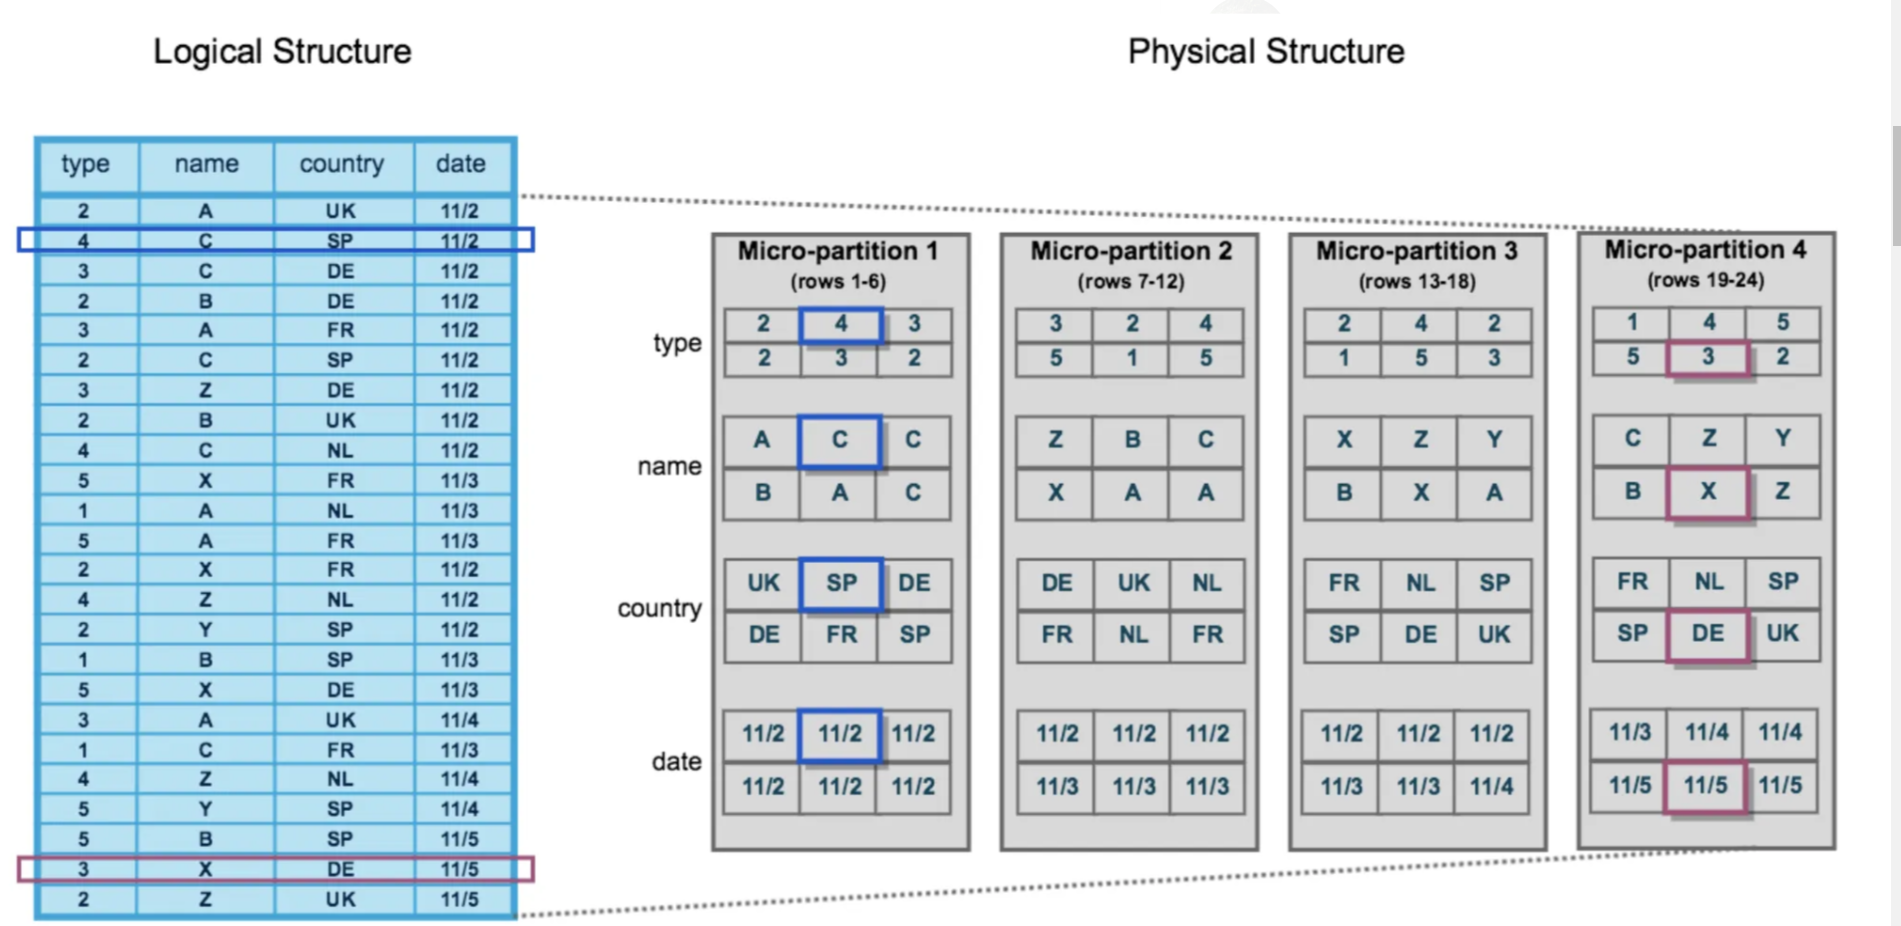 Logical Structure
Physical Structure
type name country date
2 A UK 11/2
4 C SP 11/2
3 C DE 11/2
2 B DE 11/2
3 A FR 11/2
2 C SP 11/2
3 Z DE 11/2
2 B UK 11/2
4 C NL 11/2
5 X FR 11/3
1 A NL 11/3
5 A FR 11/3
2 X FR 11/2
4 Z NL 11/2
2 Y SP 11/2
1 B SP 11/3
5 X DE 11/3
3 A UK 11/4
1 C FR 11/3
4 Z NL 11/4
5 Y SP 11/4
5 B SP 11/5
3 X DE 11/5
2 Z UK 11/5
type
name
country
date
Micro-partition 1
(rows 1-6)
2 4 3
2 3 2
A C C
B A C
UK SP DE
DE FR SP
11/2 11/2 11/2
11/2 11/2 11/2
Micro-partition 2
(rows 7-12)
3 2 4
5 1 5
Z B C
X A A
DE UK NL
FR NL FR
11/2 11/2 11/2
11/3 11/3 11/3
Micro-partition 3
(rows 13-18)
2 4 2
1 5 3
X Z Y
B X A
FR NL SP
SP DE UK
11/2 11/2 11/2
11/3 11/3 11/4
Micro-partition 4
(rows 19-24)
1 4 5
5 3 2
C Z Y
B X Z
FR NL SP
SP DE UK
11/3 11/4 11/4
11/5 11/5 11/5